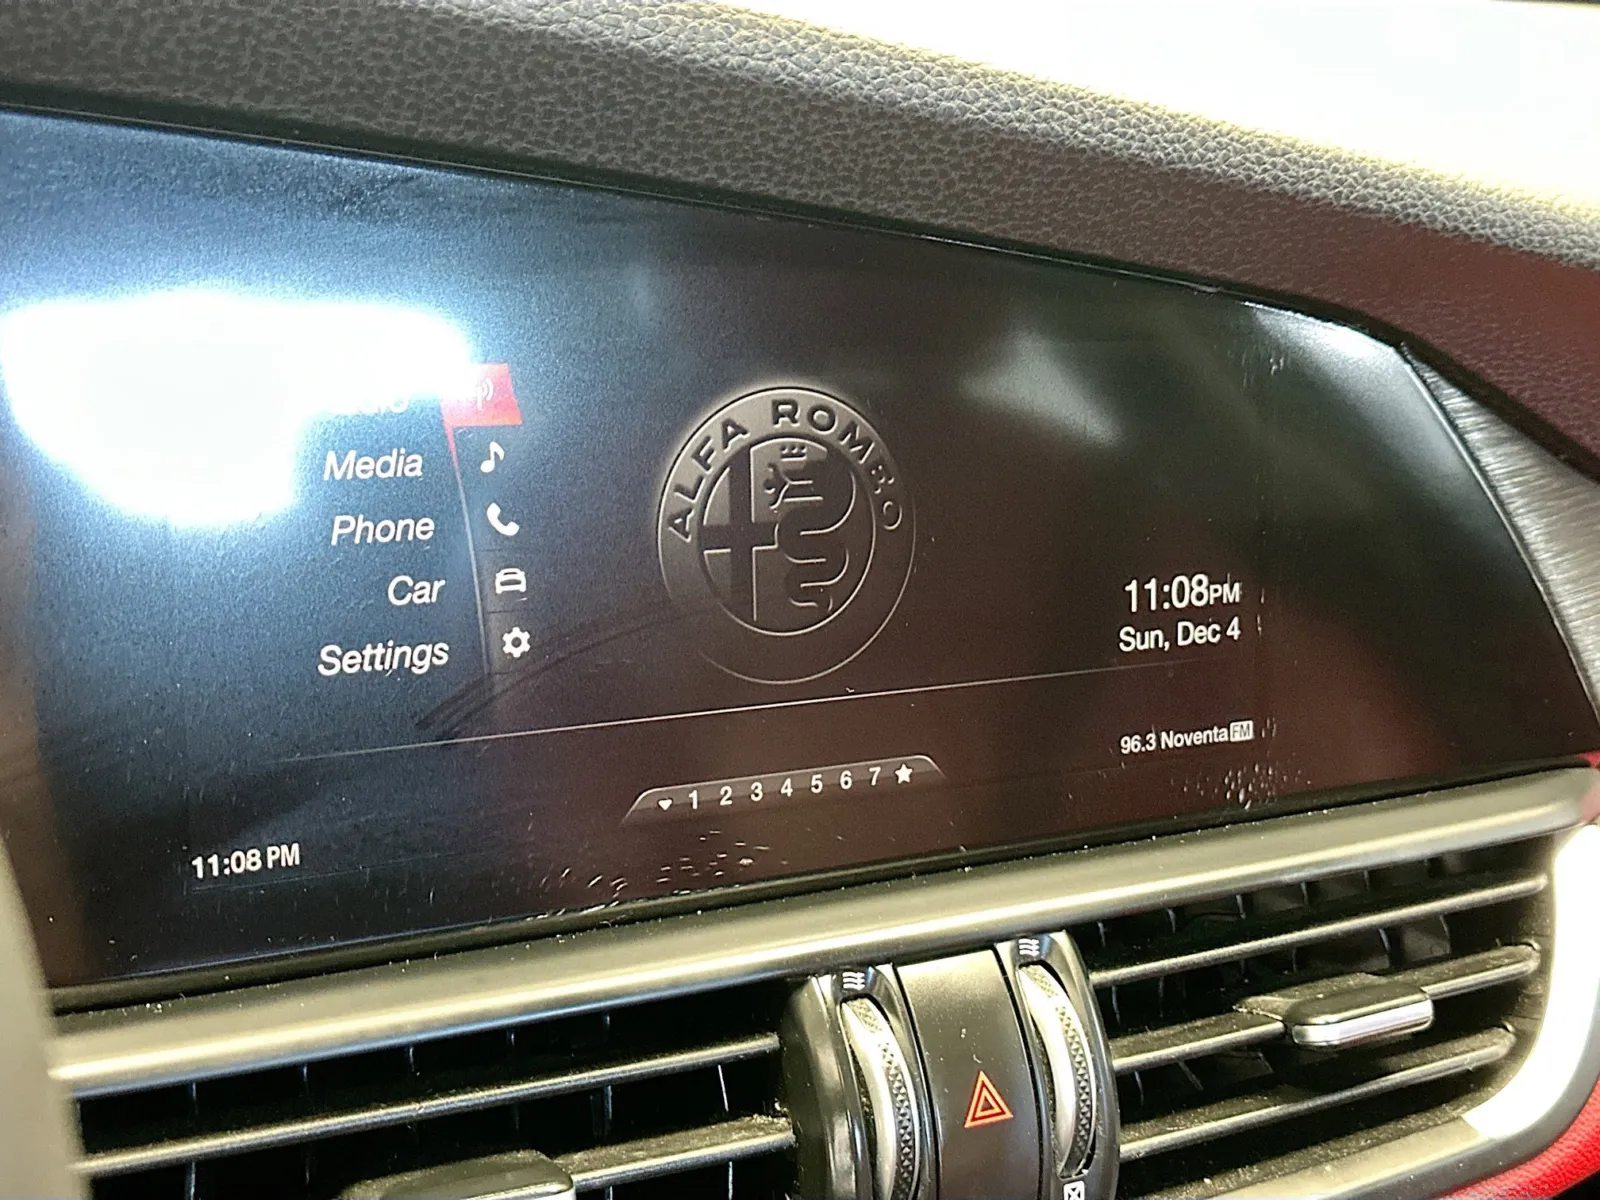 ALFA ROMEO
Media
Phone
Car
Settings
11:08PM
Sun, Dec 4
96.3 Noventa FM
1 2 3 4 5 6 7
11:08 PM